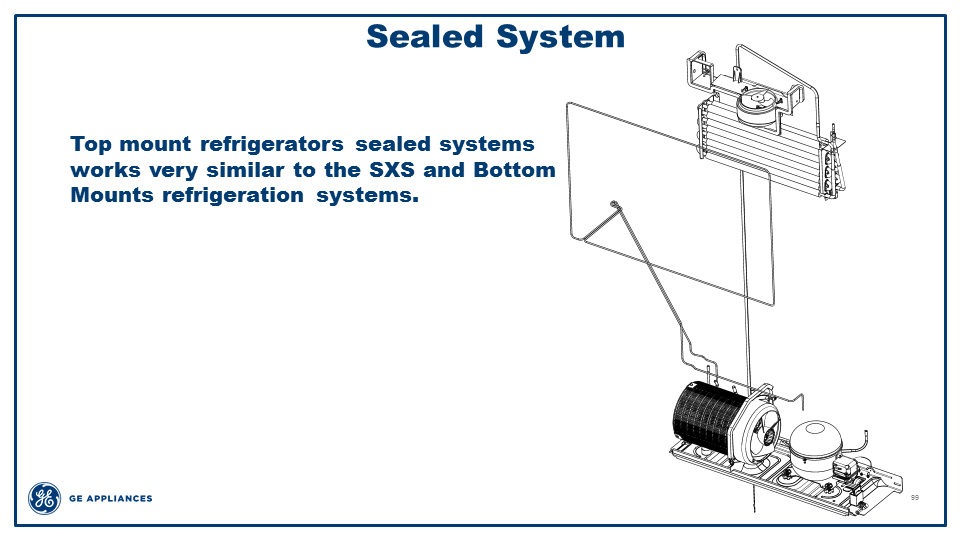 Sealed System
Top mount refrigerators sealed systems
works very similar to the SXS and Bottom
Mounts refrigeration systems.
GE APPLIANCES
99